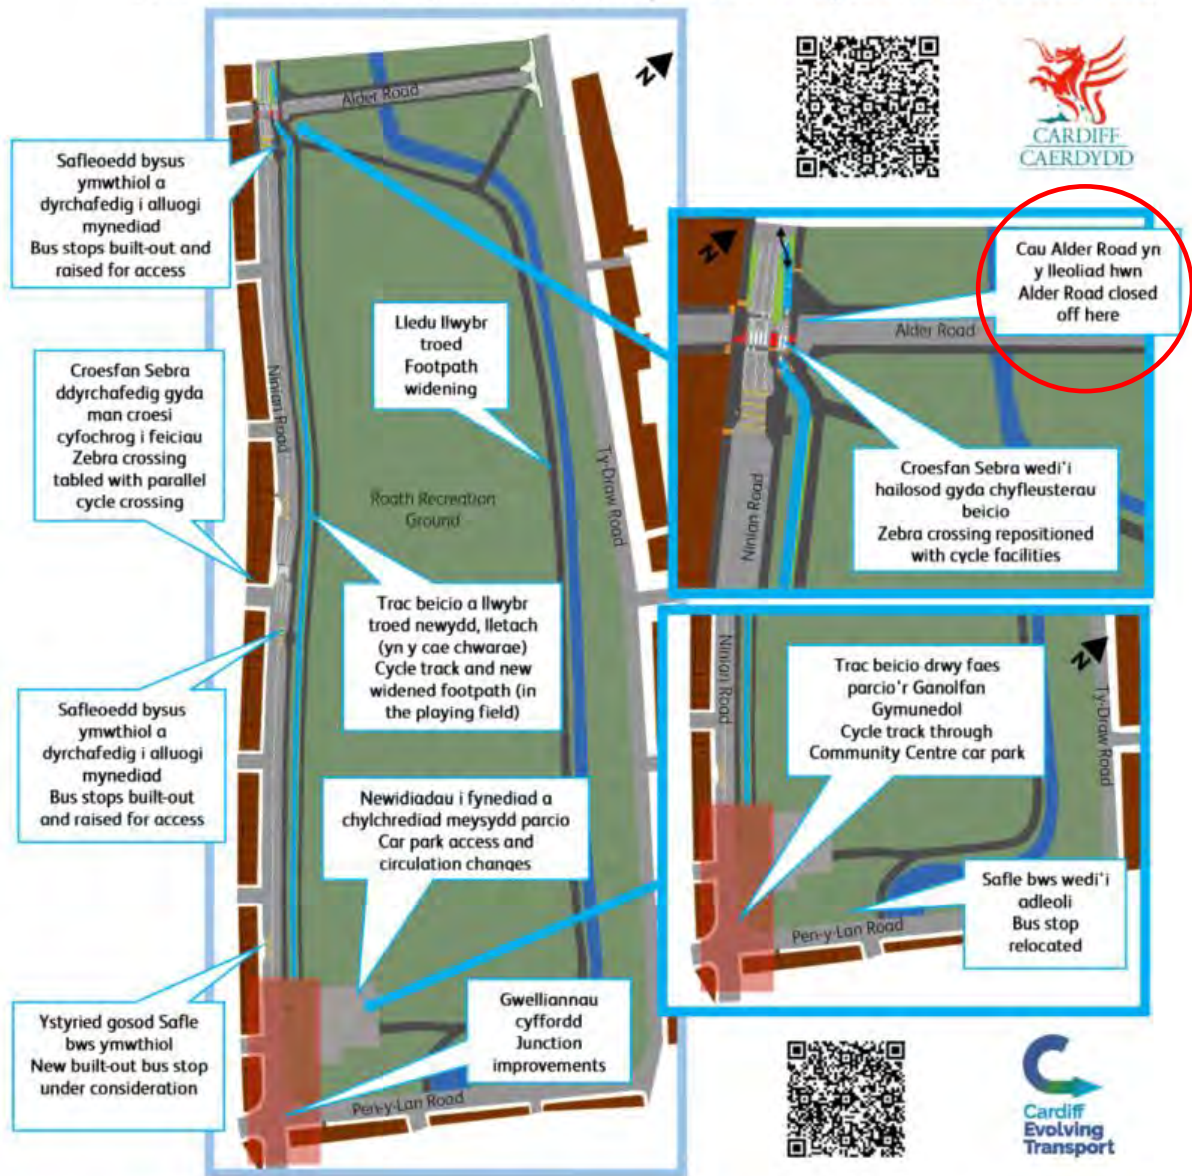 Alder Road
N
CARDIFF
CAERDYDD
Safleoedd bysus
ymwthiol a
dyrchafedig i alluogi
mynediad
Bus stops built-out and
raised for access
Lledu llwybr
troed
Footpath
widening
N
Cau Alder Road yn
y lleoliad hwn
Alder Road closed
off here
Alder Road
Croesfan Sebra
ddyrchafedig gyda
man croesi
cyfochrog i feiciau
Zebra crossing
tabled with parallel
cycle crossing
Ninian Road
Roath Recreation
Ground
Ty-Draw Road
Ninian Road
Croesfan Sebra wedi'i
hailosod gyda chyfleusterau
beicio
Zebra crossing repositioned
with cycle facilities
Trac beicio a llwybr
troed newydd, lletach
(yn y cae chwarae)
Cycle track and new
widened footpath (in
the playing field)
Ninian Road
Trac beicio drwy faes
parcio'r Ganolfan
Gymunedol
Cycle track through
Community Centre car park
N
Ty-Draw Road
Safleoedd bysus
ymwthiol a
dyrchafedig i alluogi
mynediad
Bus stops built-out
and raised for access
Newidiadau i fynediad a
chylchrediad meysydd parcio
Car park access and
circulation changes
Safle bws wedi'i
adleoli
Bus stop
relocated
Pen-y-Lan Road
Ystyried gosod Safle
bws ymwthiol
New built-out bus stop
under consideration
Gwelliannau
cyffordd
Junction
improvements
Pen-y-Lan Road
Cardiff
Evolving
Transport